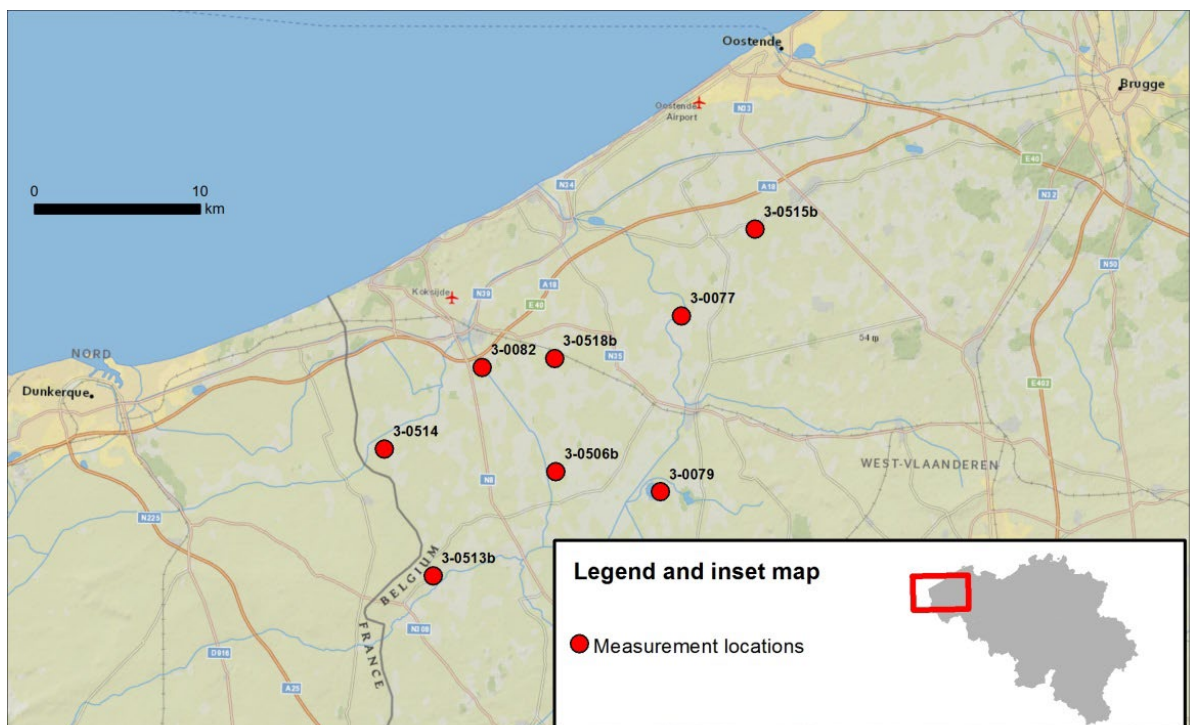 Oostende
Brugge
Oostende
Airport
N33
E40
0 10
km
N34
A18
N32
3-0515b
N50
Koksijde
N39
A18
E40
3-0077
NORD
3-0518b
54 m
3-0082
N35
Dunkerque
E403
3-0514
3-0506b
WEST-VLAANDEREN
3-0079
N8
N225
3-0513b
BELGIUM
FRANCE
N308
D916
A25
Legend and inset map
Measurement locations